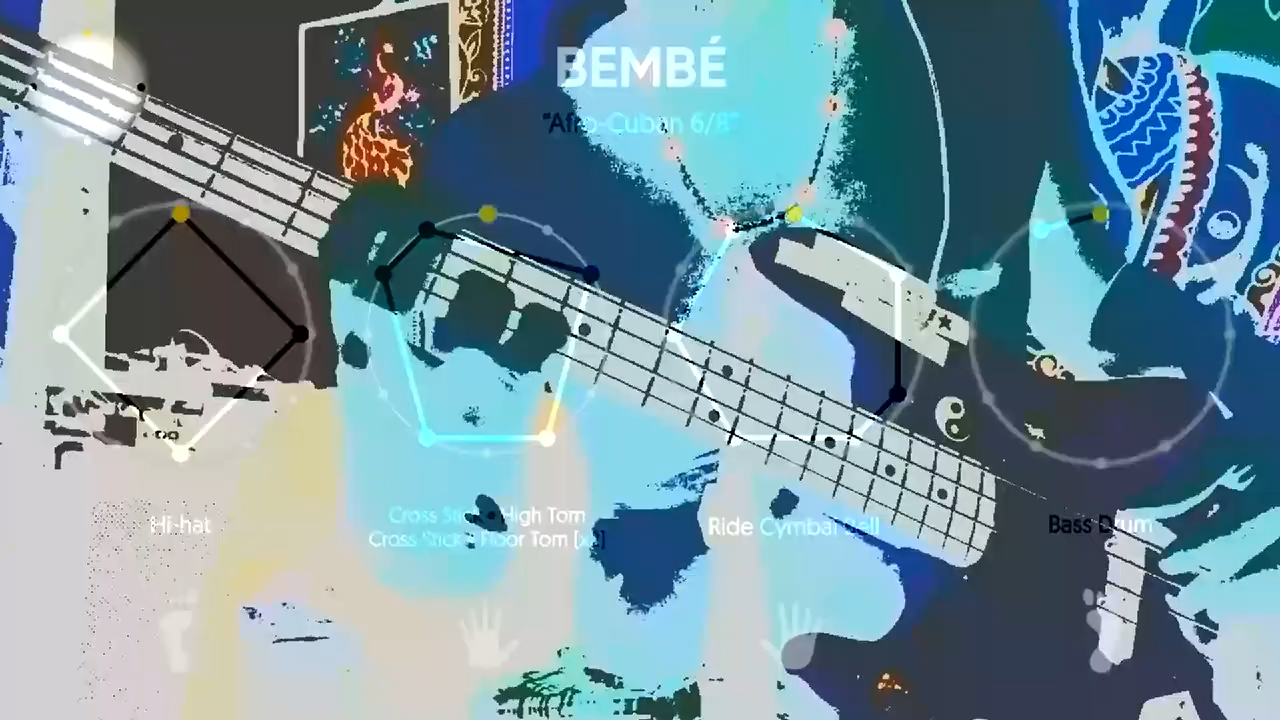 BEMBÉ
"Afro-Cuban 6/8"
Hi-hat
Cross Stick High Tom
Cross Stick Floor Tom
Ride Cymbal Bell
Bass Drum